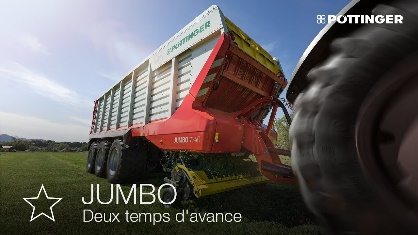 PÖTTINGER
PÖTTINGER
JUMBO
JUMBO
Deux temps d'avance